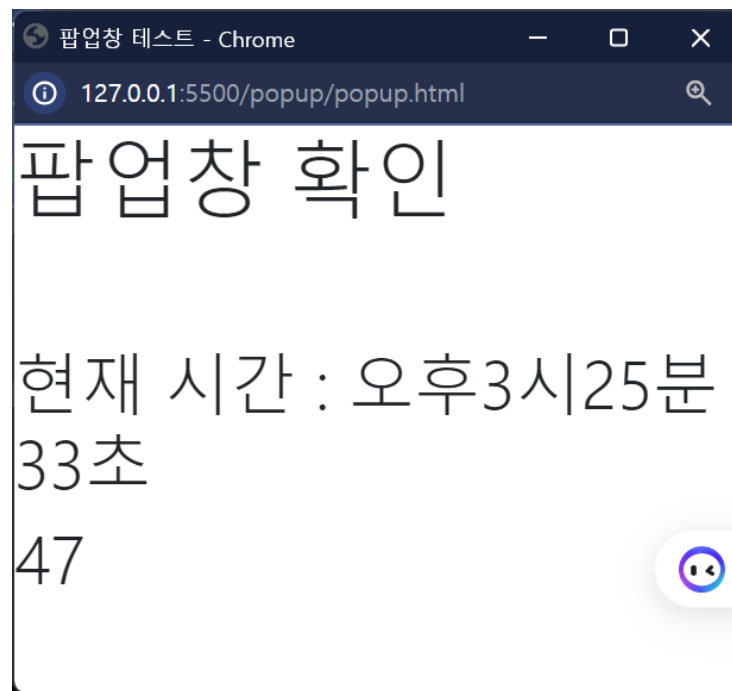 팝업창 테스트 - Chrome
127.0.0.1:5500/popup/popup.html
팝업창 확인
현재 시간 : 오후3시25분
33초
47